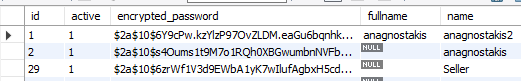 id active encrypted_password fullname name
1 1 $2a$10$6Y9cPw.kzYlzP97OvZLDM.eaGu6bqnhk... anagnostakis anagnostakis2
2 1 $2a$10$s4Oums1t9M7o1RQh0XBGwumbnNVFb... NULL anagnostakis
29 1 $2a$10$6zrWf1V3d9EWbA1yK7wIlufAgbxH5cd... NULL Seller